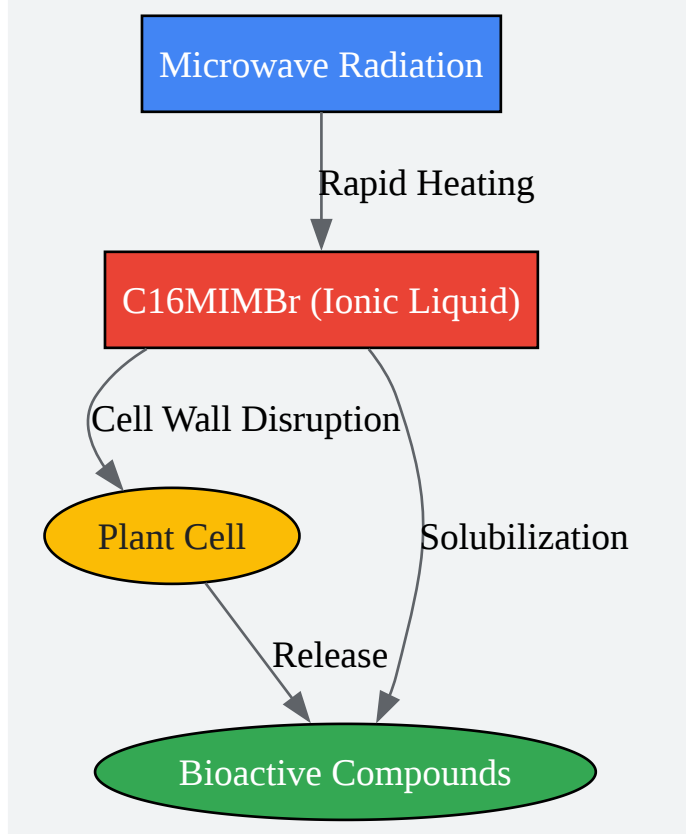 Microwave Radiation
Rapid Heating
C16MIMBr (Ionic Liquid)
Cell Wall Disruption
Plant Cell
Solubilization
Release
Bioactive Compounds